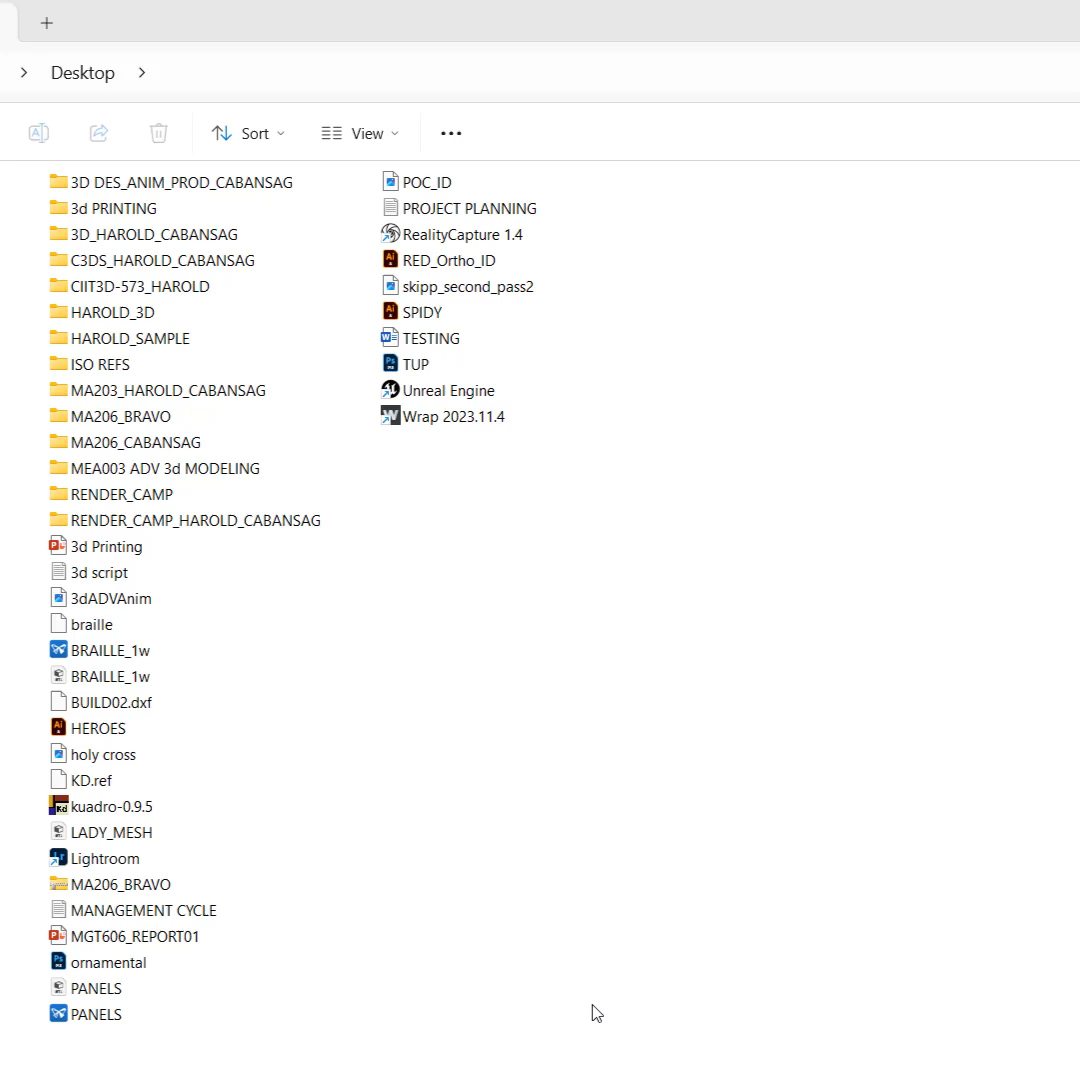 Desktop
Sort
View
3D DES_ANIM_PROD_CABANSAG
3d PRINTING
3D_HAROLD_CABANSAG
C3DS_HAROLD_CABANSAG
CIIT3D-573_HAROLD
HAROLD_3D
HAROLD_SAMPLE
ISO REFS
MA203_HAROLD_CABANSAG
MA206_BRAVO
MA206_CABANSAG
MEA003 ADV 3d MODELING
RENDER_CAMP
RENDER_CAMP_HAROLD_CABANSAG
3d Printing
3d script
3dADVAnim
braille
BRAILLE_1w
BRAILLE_1w
BUILD02.dxf
HEROES
holy cross
KD.ref
kuadro-0.9.5
LADY_MESH
Lightroom
MA206_BRAVO
MANAGEMENT CYCLE
MGT606_REPORT01
ornamental
PANELS
PANELS
POC_ID
PROJECT PLANNING
RealityCapture 1.4
RED_Ortho_ID
skipp_second_pass2
SPIDY
TESTING
TUP
Unreal Engine
Wrap 2023.11.4